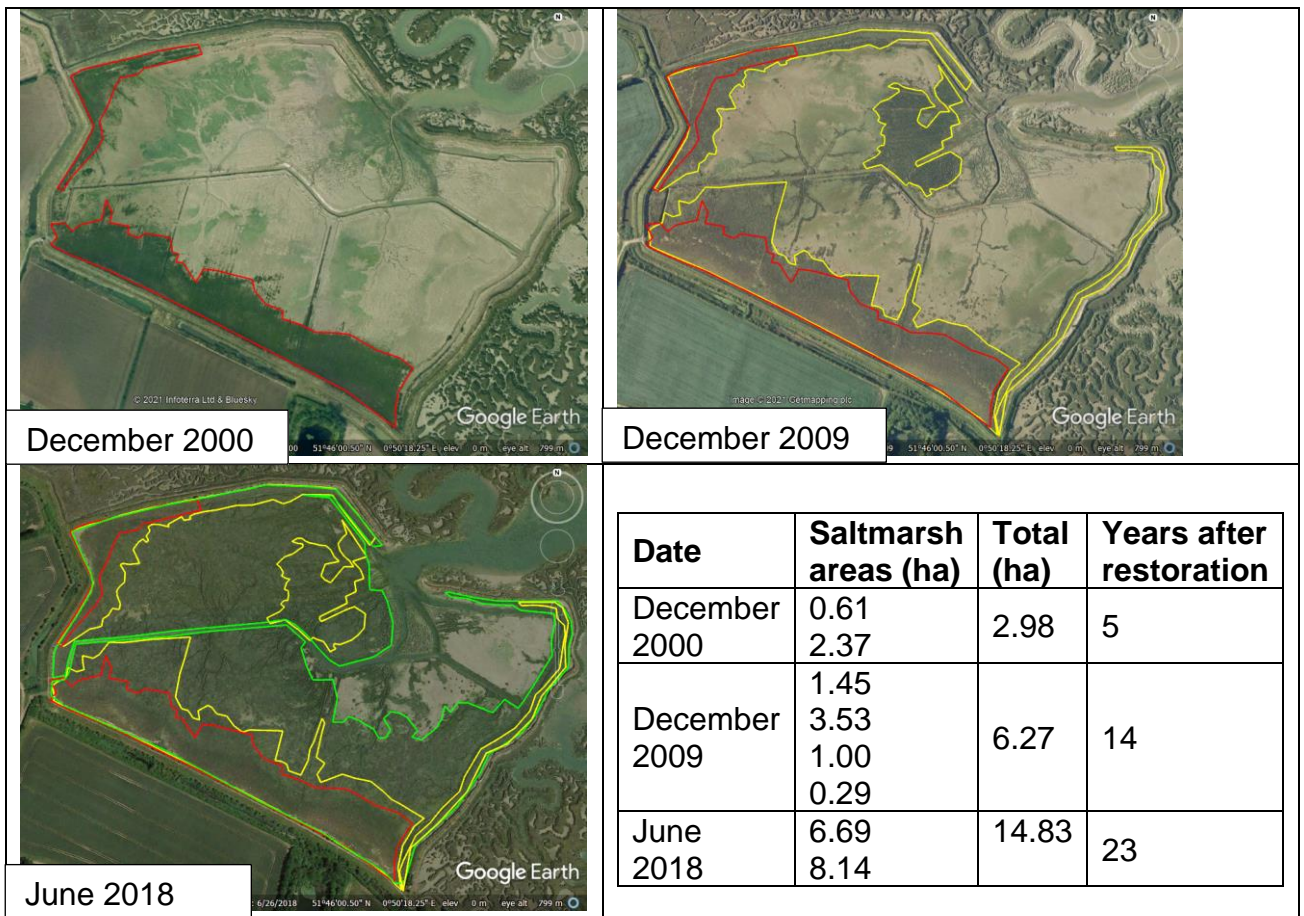 N
© 2021 Infoterra Ltd & Bluesky
Google Earth
51°46'00.50" N 0°50'18.25" E elev 0 m eye alt 799 m
December 2000
N
Image © 2021 Getmapping plc
Google Earth
51°46'00.50" N 0°50'18.25" E elev 0 m eye alt 799 m
December 2009
N
Google Earth
6/26/2018 51°46'00.50" N 0°50'18.25" E elev 0 m eye alt 799 m
June 2018
Date Saltmarsh areas (ha) Total (ha) Years after restoration
December 2000 0.61 2.37 2.98 5
December 2009 1.45 3.53 1.00 0.29 6.27 14
June 2018 6.69 8.14 14.83 23